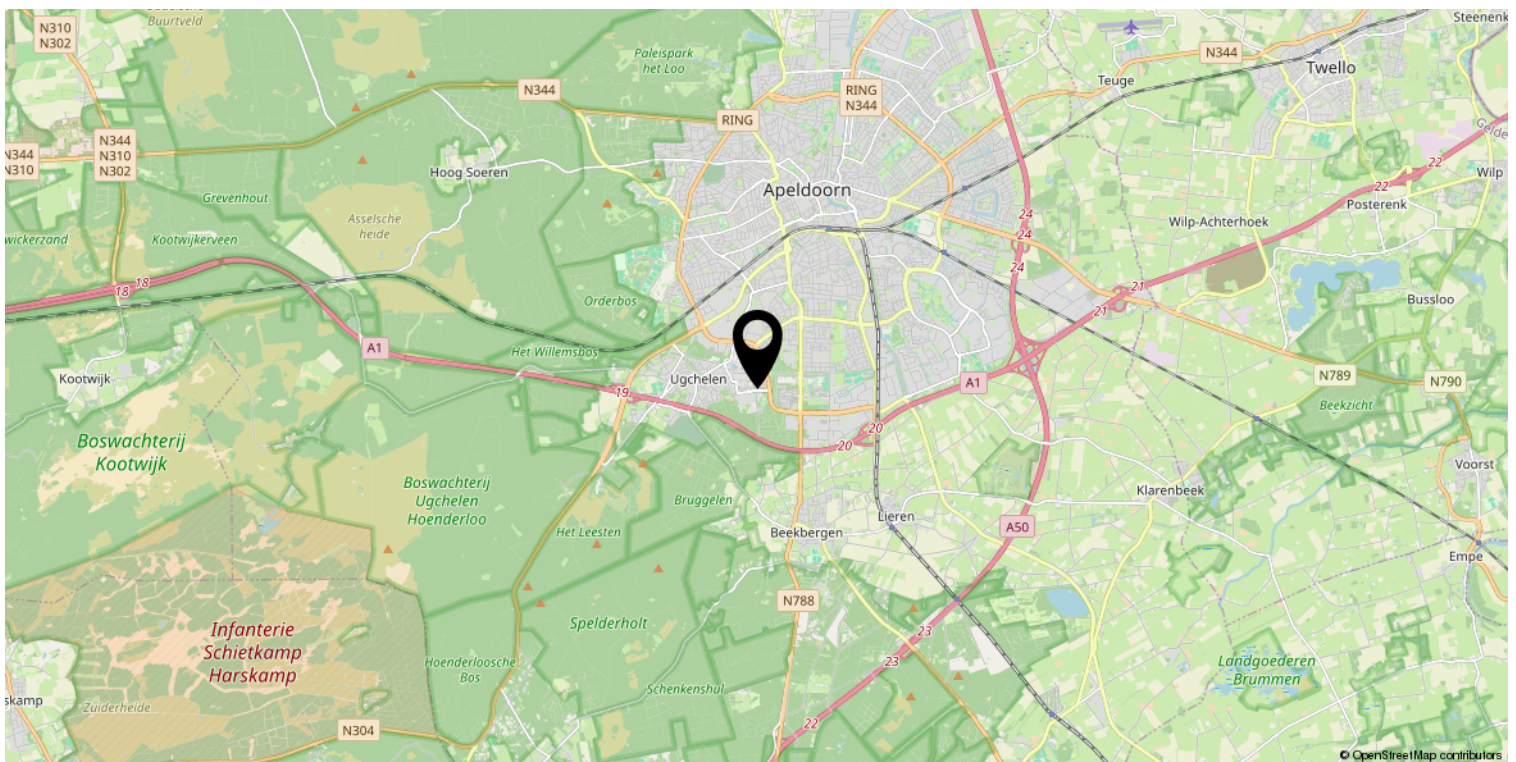 Buurtveld
Steenenk
N310
N302
Paleispark
het Loo
N344
Twello
Teuge
N344
RING
N344
RING
N344
N310
N302
N344
N310
Hoog Soeren
22
22
Wilp
Apeldoorn
Grevenhout
Posterenk
Asselsche
heide
24
24
24
Wilp-Achterhoek
wickerzand
Kootwijkerveen
18
18
21
21
Orderbos
Bussloo
A1
Het Willemsbos
Kootwijk
Ugchelen
19
A1
N789
N790
Beekzicht
20
20
Boswachterij
Kootwijk
Voorst
Boswachterij
Ugchelen
Hoenderloo
Klarenbeek
Bruggelen
Lieren
A50
Het Leesten
Beekbergen
Empe
N788
Infanterie
Schietkamp
Harskamp
Spelderholt
23
23
Hoenderloosche
Bos
Landgoederen
Brummen
Schenkenshul
skamp
Zuiderheide
22
N304
© OpenStreetMap contributors